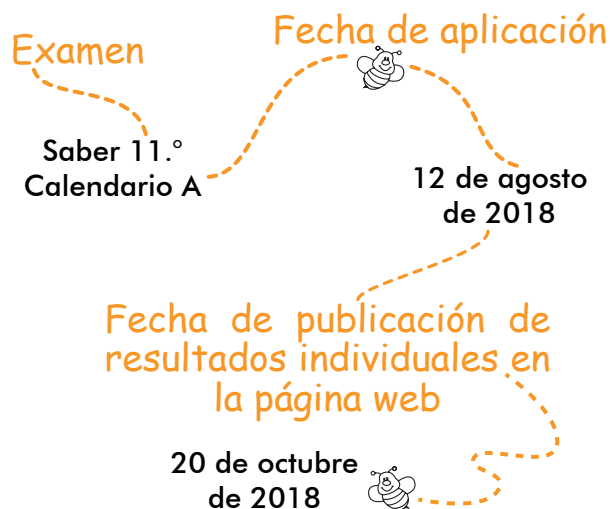 Examen
Fecha de aplicación
Saber 11.°
Calendario A
12 de agosto
de 2018
Fecha de publicación de
resultados individuales en
la página web
20 de octubre
de 2018